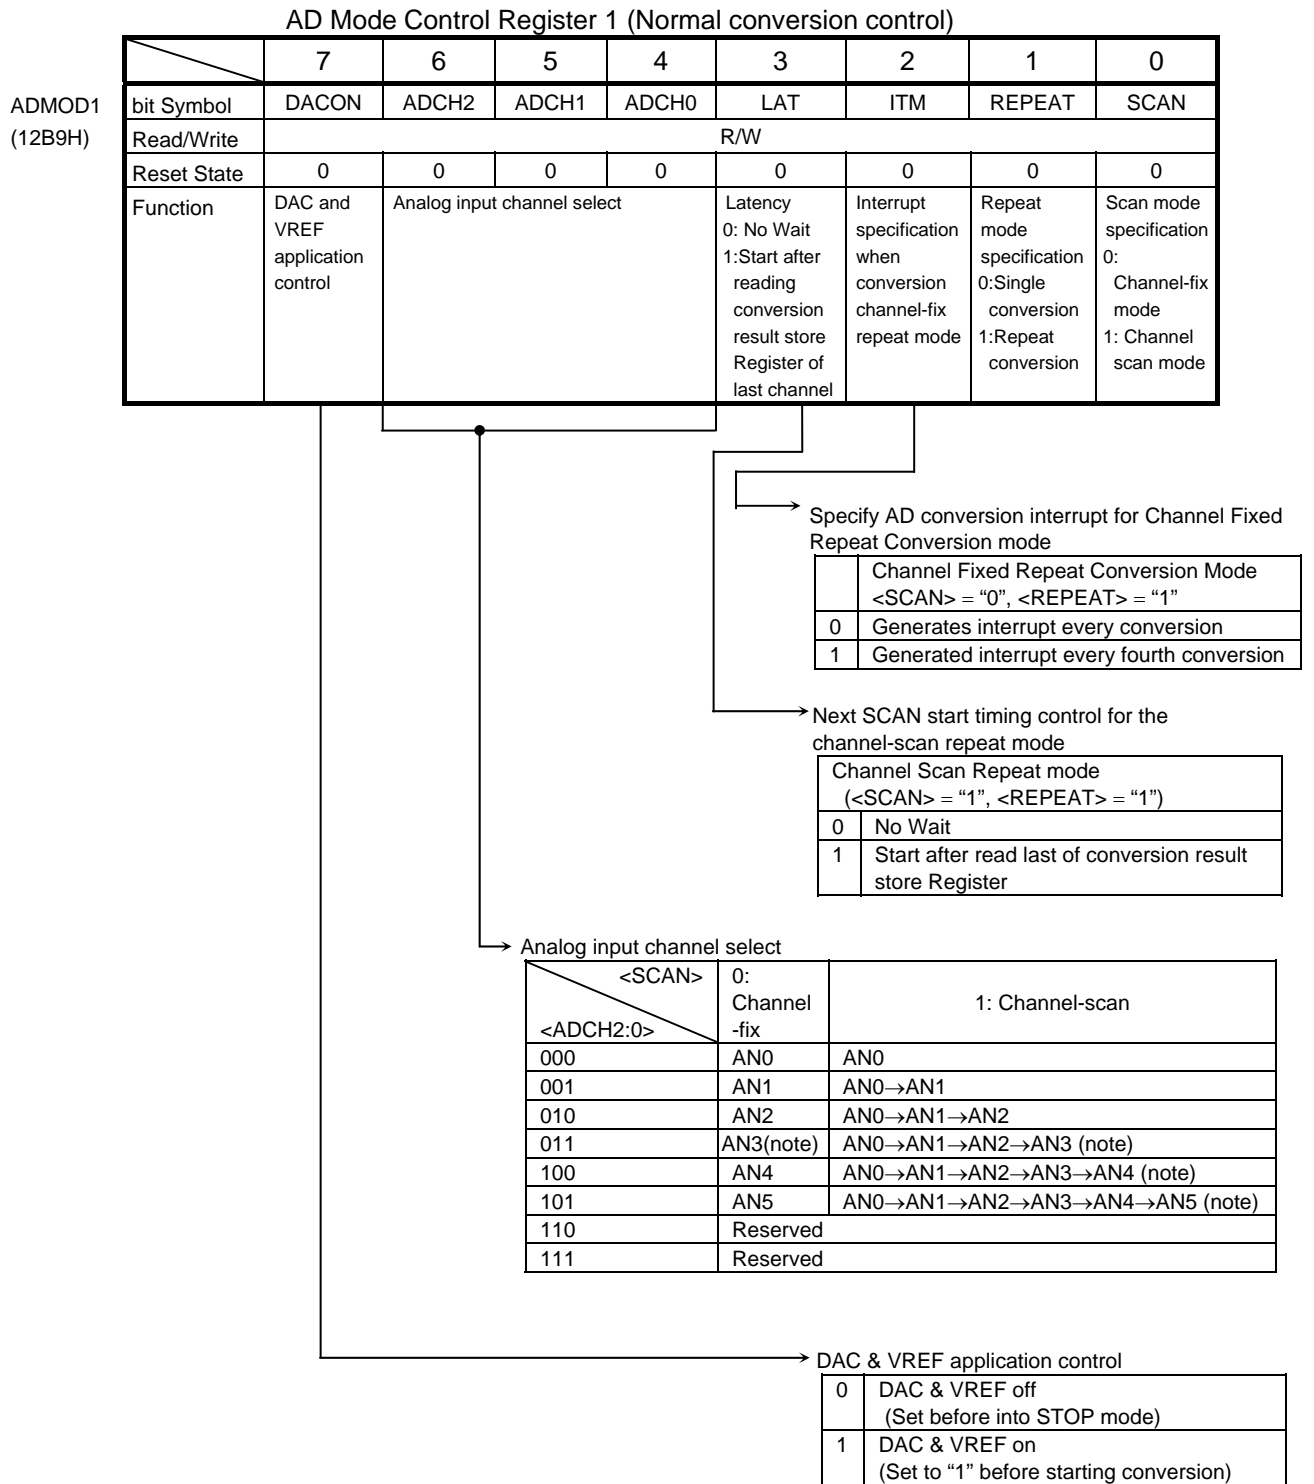 AD Mode Control Register 1 (Normal conversion control)
7 6 5 4 3 2 1 0
ADMOD1 bit Symbol DACON ADCH2 ADCH1 ADCH0 LAT ITM REPEAT SCAN
(12B9H) Read/Write R/W
Reset State 0 0 0 0 0 0 0 0
Function
DAC and
VREF
application
control
Analog input channel select
Latency
0: No Wait
1:Start after
reading
conversion
result store
Register of
last channel
Interrupt
specification
when
conversion
channel-fix
repeat mode
Repeat
mode
specification
0:Single
conversion
1:Repeat
conversion
Scan mode
specification
0:
Channel-fix
mode
1: Channel
scan mode
Specify AD conversion interrupt for Channel Fixed
Repeat Conversion mode
Channel Fixed Repeat Conversion Mode
<SCAN> = “0”, <REPEAT> = “1”
0 Generates interrupt every conversion
1 Generated interrupt every fourth conversion
Next SCAN start timing control for the
channel-scan repeat mode
Channel Scan Repeat mode
(<SCAN> = “1”, <REPEAT> = “1”)
0 No Wait
1 Start after read last of conversion result
store Register
Analog input channel select
<SCAN>
<ADCH2:0>
0:
Channel
-fix
1: Channel-scan
000 AN0 AN0
001 AN1 AN0→AN1
010 AN2 AN0→AN1→AN2
011 AN3(note) AN0→AN1→AN2→AN3 (note)
100 AN4 AN0→AN1→AN2→AN3→AN4 (note)
101 AN5 AN0→AN1→AN2→AN3→AN4→AN5 (note)
110 Reserved
111 Reserved
DAC & VREF application control
0 DAC & VREF off
(Set before into STOP mode)
1 DAC & VREF on
(Set to “1” before starting conversion)